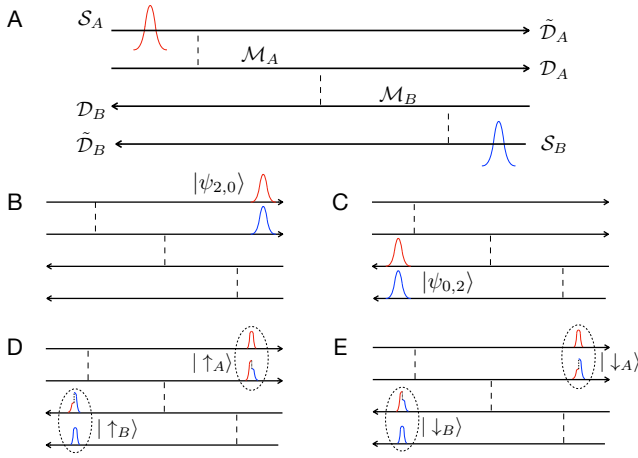 A
𝒮_A
𝒟̃_A
ℳ_A
𝒟_A
𝒟_B
ℳ_B
𝒟̃_B
𝒮_B
B
|ψ_{2,0}⟩
C
|ψ_{0,2}⟩
D
|↑_A⟩
|↑_B⟩
E
|↓_A⟩
|↓_B⟩